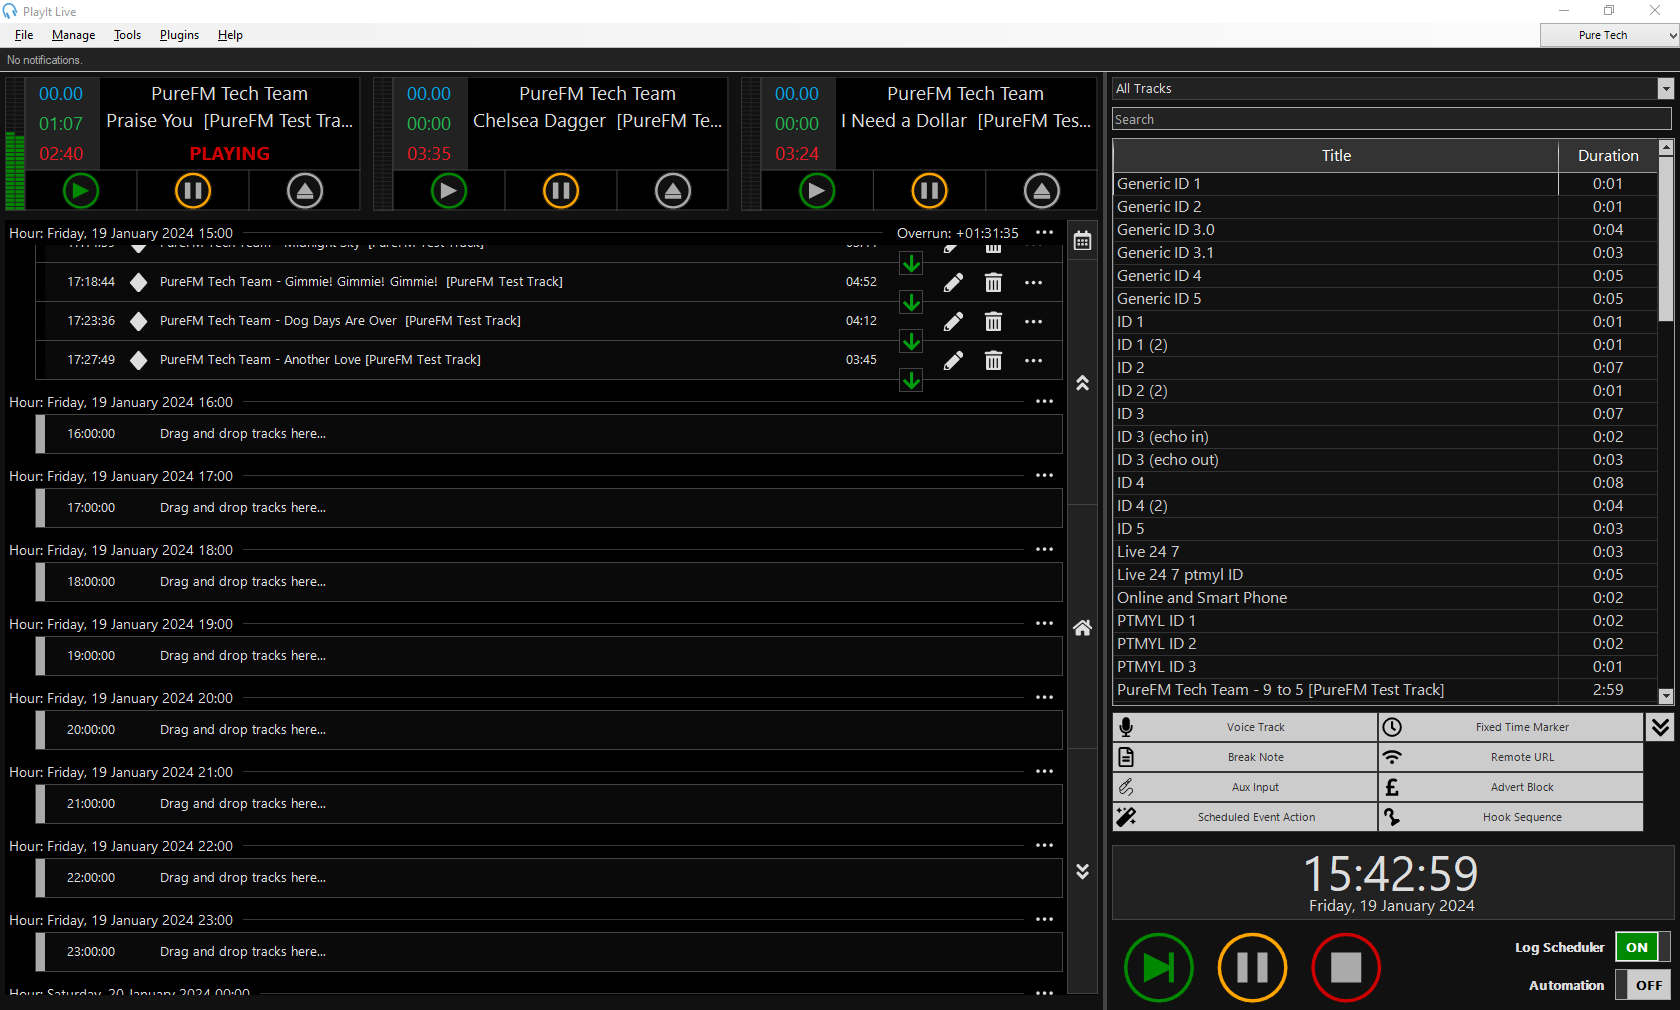 PlayIt Live
File Manage Tools Plugins Help
Pure Tech
No notifications.
00.00 PureFM Tech Team
01:07 Praise You [PureFM Test Tra...
02:40 PLAYING
00.00 PureFM Tech Team
00:00 Chelsea Dagger [PureFM Te...
03:35
00.00 PureFM Tech Team
00:00 I Need a Dollar [PureFM Tes...
03:24
Hour: Friday, 19 January 2024 15:00 Overrun: +01:31:35
PureFM Tech Team - Midnight Sky [PureFM Test Track]
17:18:44 PureFM Tech Team - Gimmie! Gimmie! Gimmie! [PureFM Test Track] 04:52
17:23:36 PureFM Tech Team - Dog Days Are Over [PureFM Test Track] 04:12
17:27:49 PureFM Tech Team - Another Love [PureFM Test Track] 03:45
Hour: Friday, 19 January 2024 16:00
16:00:00 Drag and drop tracks here...
Hour: Friday, 19 January 2024 17:00
17:00:00 Drag and drop tracks here...
Hour: Friday, 19 January 2024 18:00
18:00:00 Drag and drop tracks here...
Hour: Friday, 19 January 2024 19:00
19:00:00 Drag and drop tracks here...
Hour: Friday, 19 January 2024 20:00
20:00:00 Drag and drop tracks here...
Hour: Friday, 19 January 2024 21:00
21:00:00 Drag and drop tracks here...
Hour: Friday, 19 January 2024 22:00
22:00:00 Drag and drop tracks here...
Hour: Friday, 19 January 2024 23:00
23:00:00 Drag and drop tracks here...
Hour: Saturday, 20 January 2024 00:00
All Tracks
Search
Title Duration
Generic ID 1 0:01
Generic ID 2 0:01
Generic ID 3.0 0:04
Generic ID 3.1 0:03
Generic ID 4 0:05
Generic ID 5 0:05
ID 1 0:01
ID 1 (2) 0:01
ID 2 0:07
ID 2 (2) 0:01
ID 3 0:07
ID 3 (echo in) 0:02
ID 3 (echo out) 0:03
ID 4 0:08
ID 4 (2) 0:04
ID 5 0:03
Live 24 7 0:03
Live 24 7 ptmyl ID 0:05
Online and Smart Phone 0:02
PTMYL ID 1 0:02
PTMYL ID 2 0:02
PTMYL ID 3 0:01
PureFM Tech Team - 9 to 5 [PureFM Test Track] 2:59
Voice Track Fixed Time Marker
Break Note Remote URL
Aux Input £ Advert Block
Scheduled Event Action Hook Sequence
15:42:59
Friday, 19 January 2024
Log Scheduler ON
Automation OFF